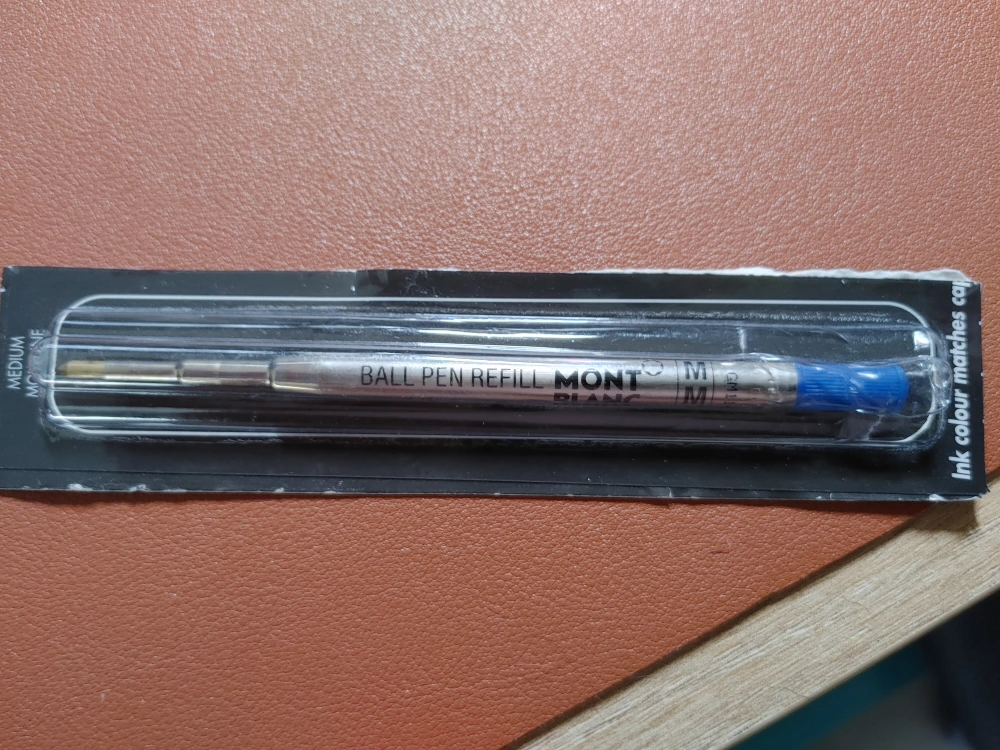 MEDIUM
BALL PEN REFILL
MONT
BLANC
M
M
Ink colour matches cap